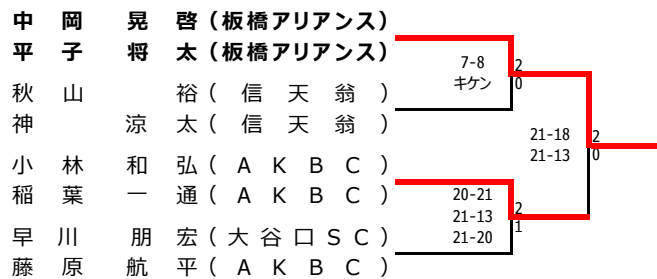 中岡晃啓(板橋アリアンス)
平子将太(板橋アリアンス)
秋山裕(信天翁)
神涼太(信天翁)
小林和弘(AKBC)
稲葉一通(AKBC)
早川朋宏(大谷口SC)
藤原航平(AKBC)
7-8
キケン
2
0
20-21
21-13
21-20
2
1
21-18
21-13
2
0